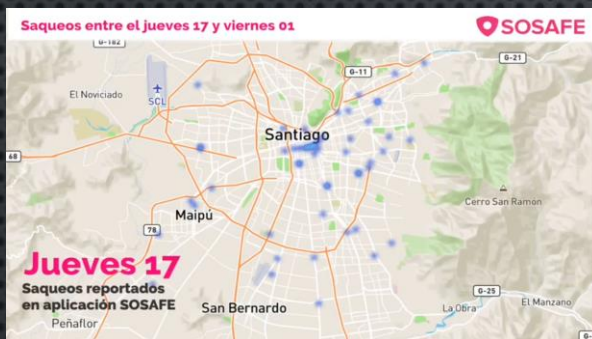 Saqueos entre el jueves 17 y viernes 01
SOSAFE
G-182
G-21
G-11
El Noviciado
SCL
Santiago
68
Cerro San Ramón
Maipú
78
Jueves 17
Saqueos reportados
en aplicación SOSAFE
G-25
San Bernardo
La Obra
El Manzano
Peñaflor